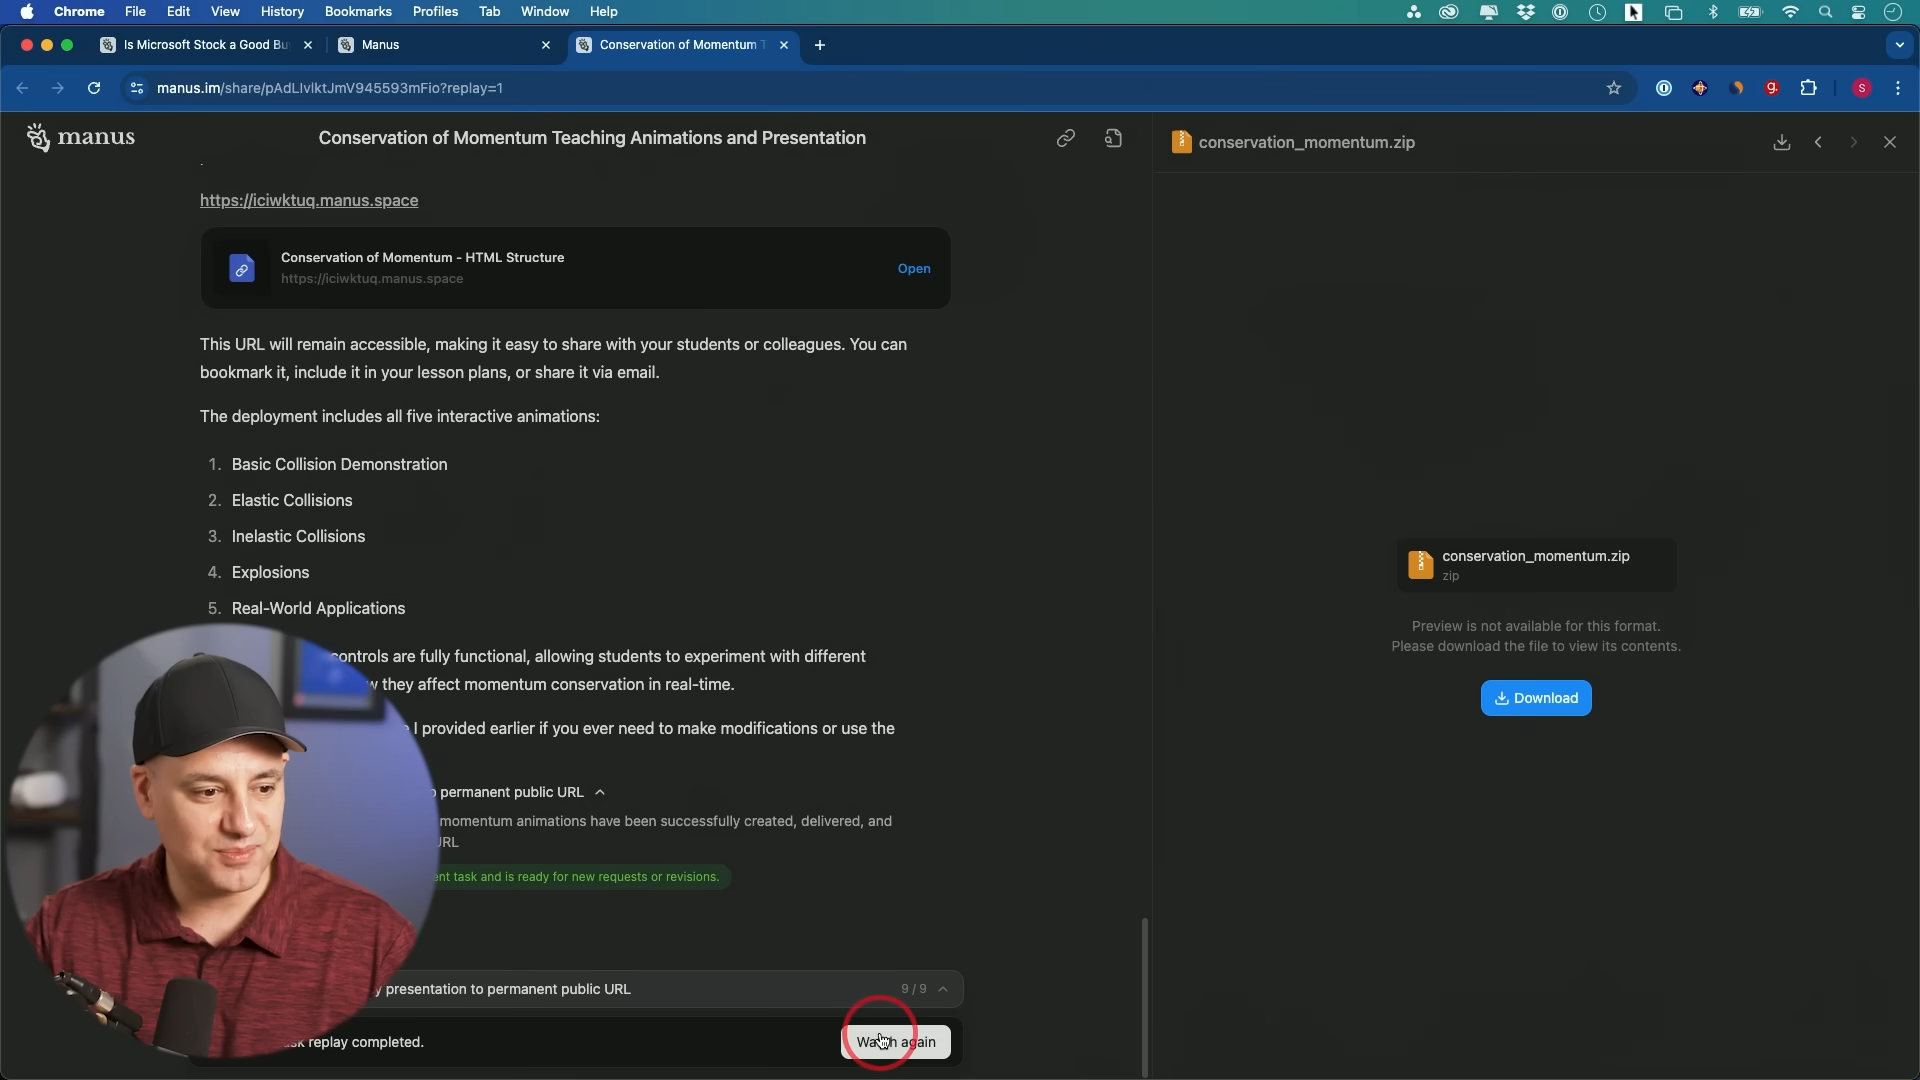 Chrome File Edit View History Bookmarks Profiles Tab Window Help
Is Microsoft Stock a Good Bu
Manus
Conservation of Momentum T
manus.im/share/pAdLIvlktJmV945593mFio?replay=1
manus
Conservation of Momentum Teaching Animations and Presentation
https://iciwktuq.manus.space
Conservation of Momentum - HTML Structure
https://iciwktuq.manus.space
Open
This URL will remain accessible, making it easy to share with your students or colleagues. You can
bookmark it, include it in your lesson plans, or share it via email.
The deployment includes all five interactive animations:
1. Basic Collision Demonstration
2. Elastic Collisions
3. Inelastic Collisions
4. Explosions
5. Real-World Applications
controls are fully functional, allowing students to experiment with different
they affect momentum conservation in real-time.
I provided earlier if you ever need to make modifications or use the
permanent public URL
momentum animations have been successfully created, delivered, and
URL
task and is ready for new requests or revisions.
presentation to permanent public URL
9 / 9
replay completed.
Watch again
conservation_momentum.zip
conservation_momentum.zip
zip
Preview is not available for this format.
Please download the file to view its contents.
Download